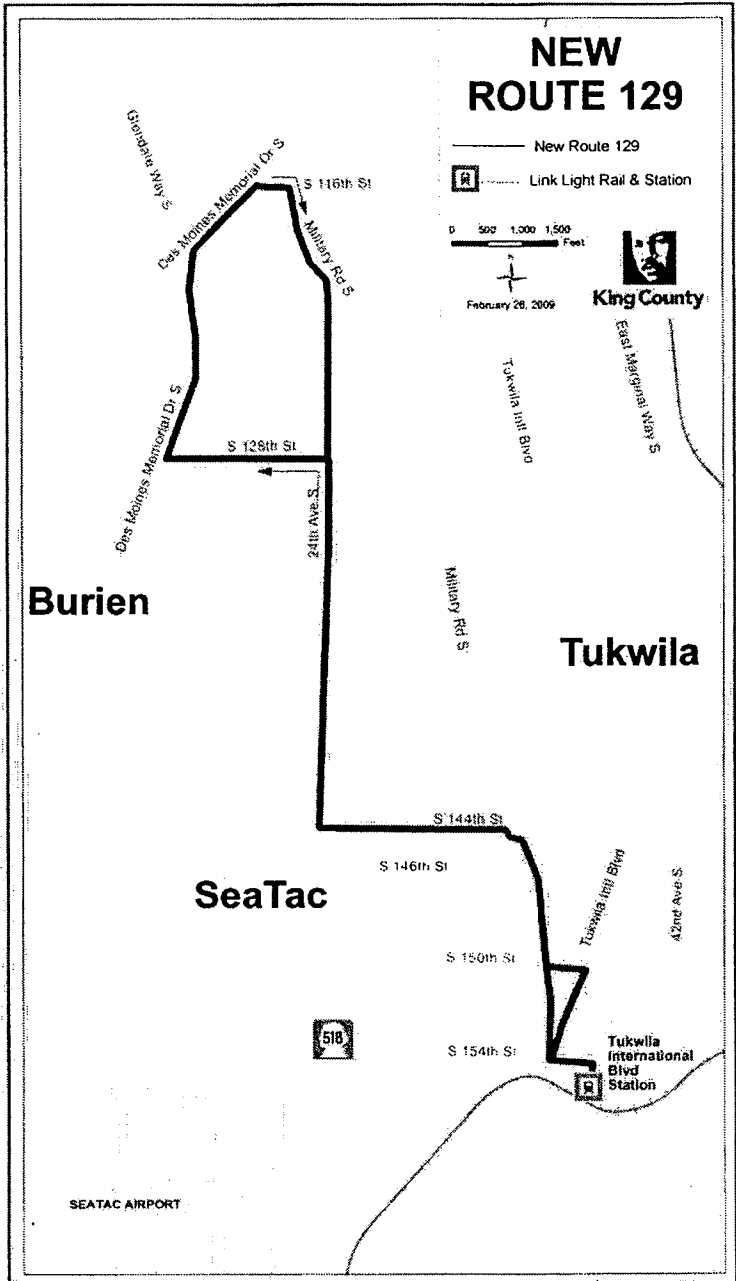 NEW
ROUTE 129
New Route 129
Link Light Rail & Station
0 500 1,000 1,500
Feet
N
February 26, 2009
King County
Glendale Way S
Des Moines Memorial Dr S
S 116th St
Military Rd S
Des Moines Memorial Dr S
S 128th St
24th Ave S
Tukwila Intl Blvd
East Marginal Way S
Military Rd S
Burien
Tukwila
S 144th St
S 146th St
SeaTac
Tukwila Intl Blvd
42nd Ave S
S 150th St
518
S 154th St
Tukwila
International
Blvd
Station
SEATAC AIRPORT